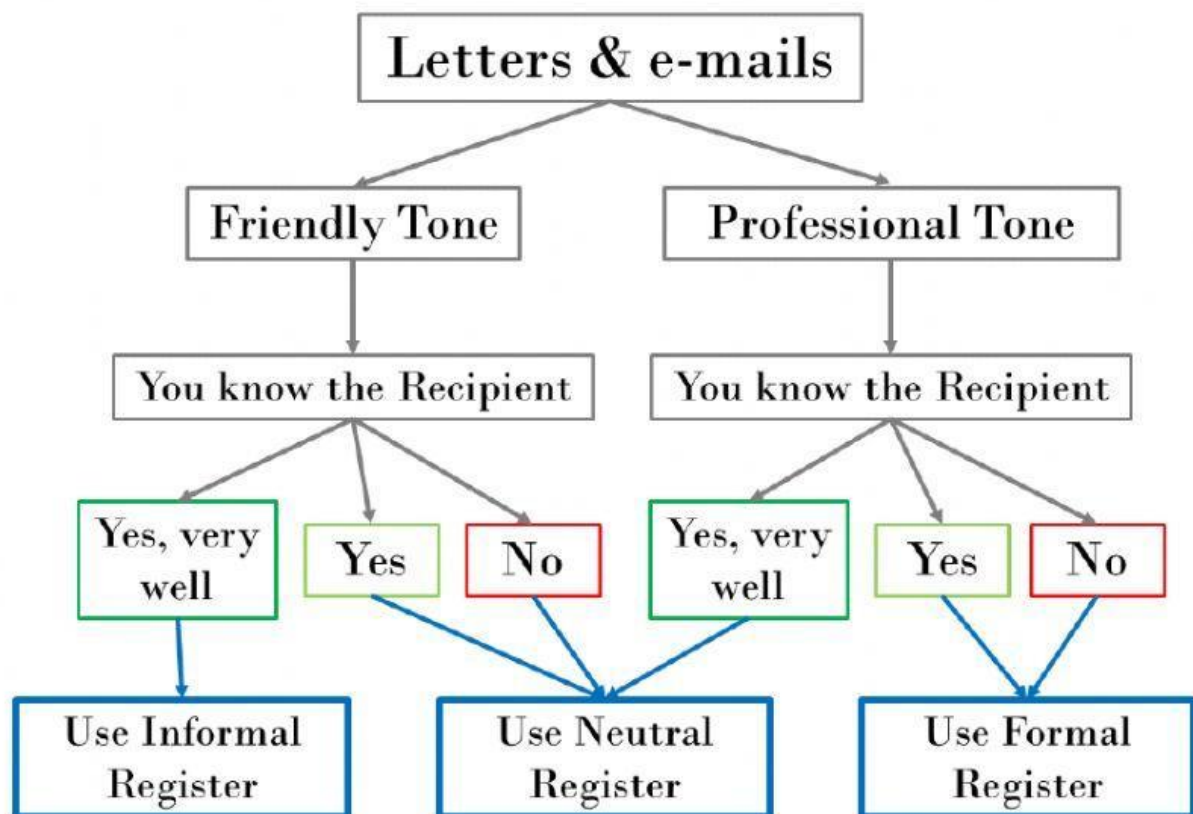 Letters & e-mails
Friendly Tone
Professional Tone
You know the Recipient
You know the Recipient
Yes, very
well
Yes
No
Yes, very
well
Yes
No
Use Informal
Register
Use Neutral
Register
Use Formal
Register